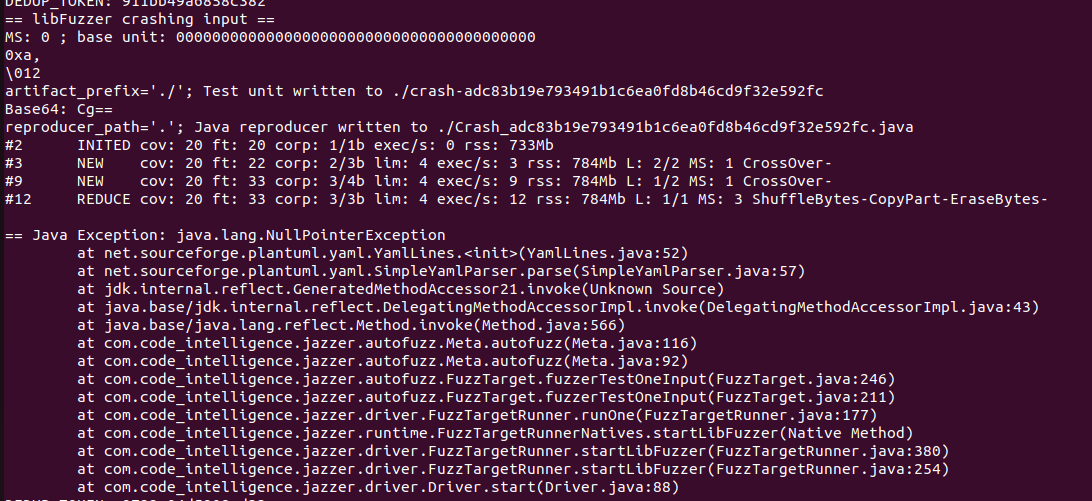 DEDUP_TOKEN: 911bb49a6858c382
== libFuzzer crashing input ==
MS: 0 ; base unit: 0000000000000000000000000000000000000000
0xa,
\012
artifact_prefix='./'; Test unit written to ./crash-adc83b19e793491b1c6ea0fd8b46cd9f32e592fc
Base64: Cg==
reproducer_path='.'; Java reproducer written to ./Crash_adc83b19e793491b1c6ea0fd8b46cd9f32e592fc.java
#2 INITED cov: 20 ft: 20 corp: 1/1b exec/s: 0 rss: 733Mb
#3 NEW cov: 20 ft: 22 corp: 2/3b lim: 4 exec/s: 3 rss: 784Mb L: 2/2 MS: 1 CrossOver-
#9 NEW cov: 20 ft: 33 corp: 3/4b lim: 4 exec/s: 9 rss: 784Mb L: 1/2 MS: 1 CrossOver-
#12 REDUCE cov: 20 ft: 33 corp: 3/3b lim: 4 exec/s: 12 rss: 784Mb L: 1/1 MS: 3 ShuffleBytes-CopyPart-EraseBytes-
== Java Exception: java.lang.NullPointerException
at net.sourceforge.plantuml.yaml.YamlLines.<init>(YamlLines.java:52)
at net.sourceforge.plantuml.yaml.SimpleYamlParser.parse(SimpleYamlParser.java:57)
at jdk.internal.reflect.GeneratedMethodAccessor21.invoke(Unknown Source)
at java.base/jdk.internal.reflect.DelegatingMethodAccessorImpl.invoke(DelegatingMethodAccessorImpl.java:43)
at java.base/java.lang.reflect.Method.invoke(Method.java:566)
at com.code_intelligence.jazzer.autofuzz.Meta.autofuzz(Meta.java:116)
at com.code_intelligence.jazzer.autofuzz.Meta.autofuzz(Meta.java:92)
at com.code_intelligence.jazzer.autofuzz.FuzzTarget.fuzzerTestOneInput(FuzzTarget.java:246)
at com.code_intelligence.jazzer.autofuzz.FuzzTarget.fuzzerTestOneInput(FuzzTarget.java:211)
at com.code_intelligence.jazzer.driver.FuzzTargetRunner.runOne(FuzzTargetRunner.java:177)
at com.code_intelligence.jazzer.runtime.FuzzTargetRunnerNatives.startLibFuzzer(Native Method)
at com.code_intelligence.jazzer.driver.FuzzTargetRunner.startLibFuzzer(FuzzTargetRunner.java:380)
at com.code_intelligence.jazzer.driver.FuzzTargetRunner.startLibFuzzer(FuzzTargetRunner.java:254)
at com.code_intelligence.jazzer.driver.Driver.start(Driver.java:88)